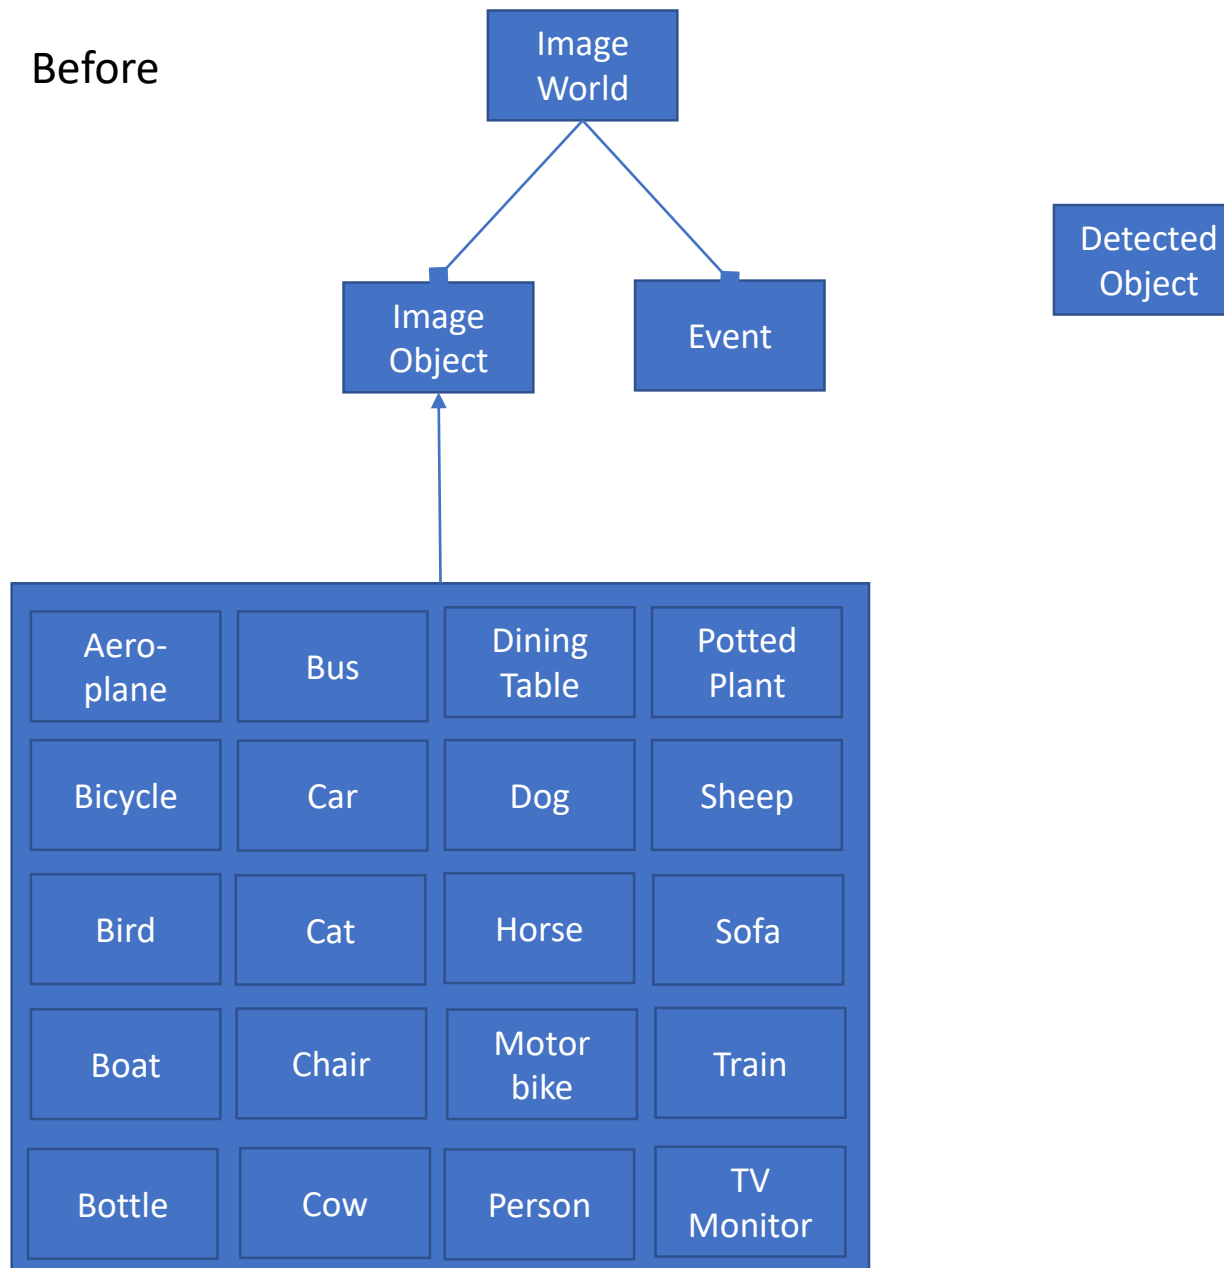 Before
Image
World
Detected
Object
Image
Object
Event
Aero-
plane
Bus
Dining
Table
Potted
Plant
Bicycle
Car
Dog
Sheep
Bird
Cat
Horse
Sofa
Boat
Chair
Motor
bike
Train
Bottle
Cow
Person
TV
Monitor